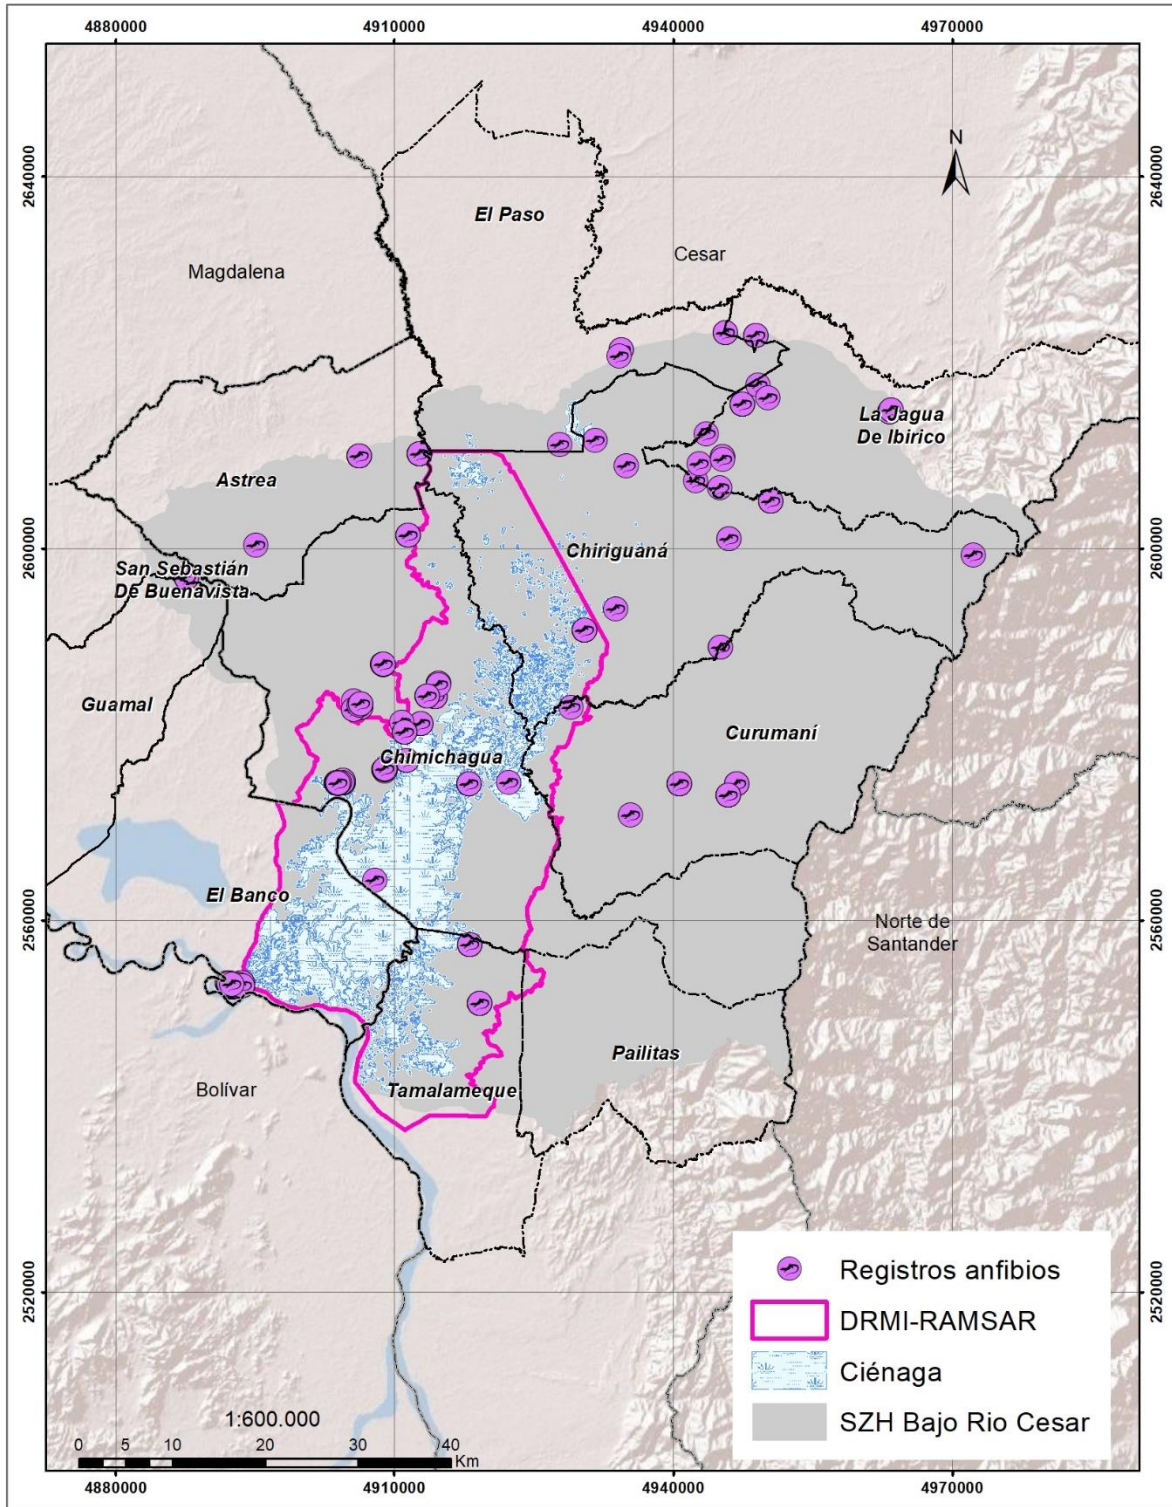 4880000
4910000
4940000
4970000
N
2640000
2640000
El Paso
Cesar
Magdalena
La Jagua
De Ibirico
Astrea
Chiriguaná
2600000
2600000
San Sebastián
De Buenavista
Guamal
Curumaní
Chimichagua
El Banco
Norte de
Santander
2560000
2560000
Pailitas
Bolívar
Tamalameque
Registros anfibios
2520000
2520000
DRMI-RAMSAR
Ciénaga
SZH Bajo Rio Cesar
1:600.000
0 5 10 20 30 40
Km
4880000
4910000
4940000
4970000